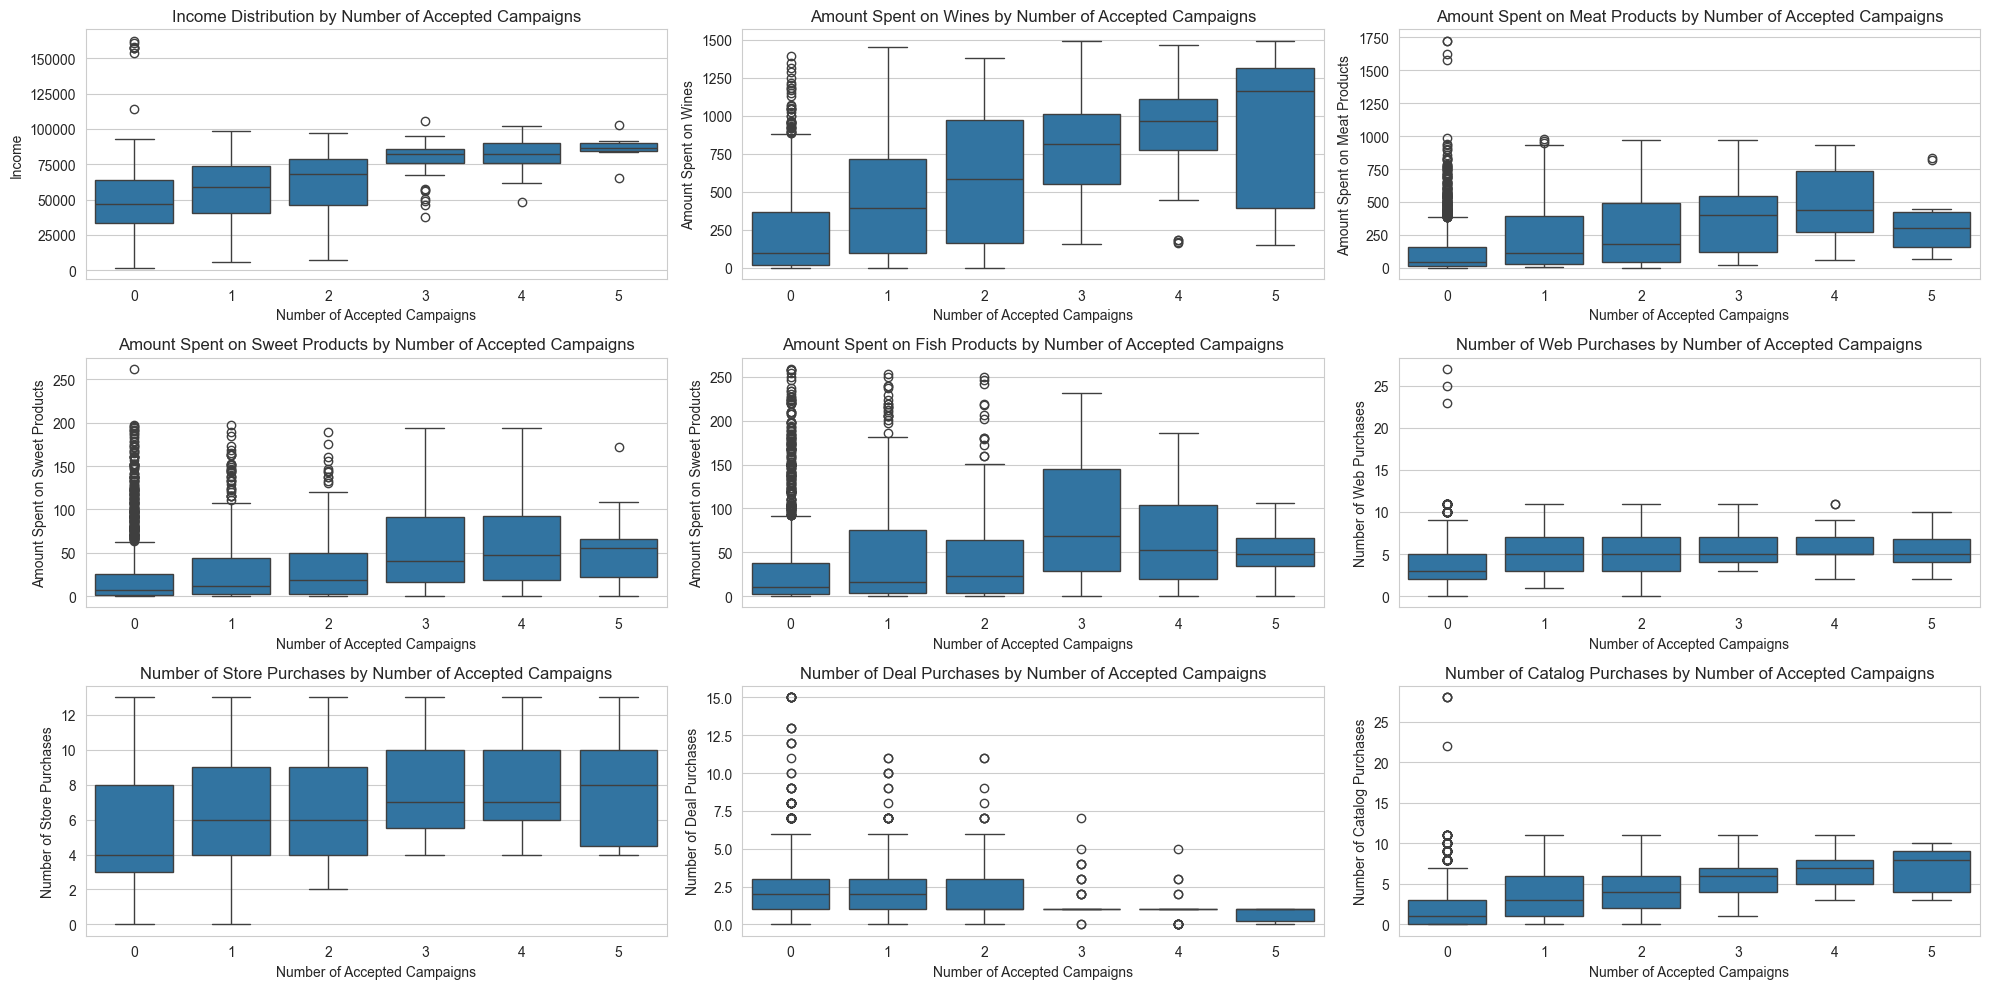 Income Distribution by Number of Accepted Campaigns
Income
150000
125000
100000
75000
50000
25000
0
0 1 2 3 4 5
Number of Accepted Campaigns
Amount Spent on Wines by Number of Accepted Campaigns
Amount Spent on Wines
1500
1250
1000
750
500
250
0
0 1 2 3 4 5
Number of Accepted Campaigns
Amount Spent on Meat Products by Number of Accepted Campaigns
Amount Spent on Meat Products
1750
1500
1250
1000
750
500
250
0
0 1 2 3 4 5
Number of Accepted Campaigns
Amount Spent on Sweet Products by Number of Accepted Campaigns
Amount Spent on Sweet Products
250
200
150
100
50
0
0 1 2 3 4 5
Number of Accepted Campaigns
Amount Spent on Fish Products by Number of Accepted Campaigns
Amount Spent on Sweet Products
250
200
150
100
50
0
0 1 2 3 4 5
Number of Accepted Campaigns
Number of Web Purchases by Number of Accepted Campaigns
Number of Web Purchases
25
20
15
10
5
0
0 1 2 3 4 5
Number of Accepted Campaigns
Number of Store Purchases by Number of Accepted Campaigns
Number of Store Purchases
12
10
8
6
4
2
0
0 1 2 3 4 5
Number of Accepted Campaigns
Number of Deal Purchases by Number of Accepted Campaigns
Number of Deal Purchases
15.0
12.5
10.0
7.5
5.0
2.5
0.0
0 1 2 3 4 5
Number of Accepted Campaigns
Number of Catalog Purchases by Number of Accepted Campaigns
Number of Catalog Purchases
25
20
15
10
5
0
0 1 2 3 4 5
Number of Accepted Campaigns